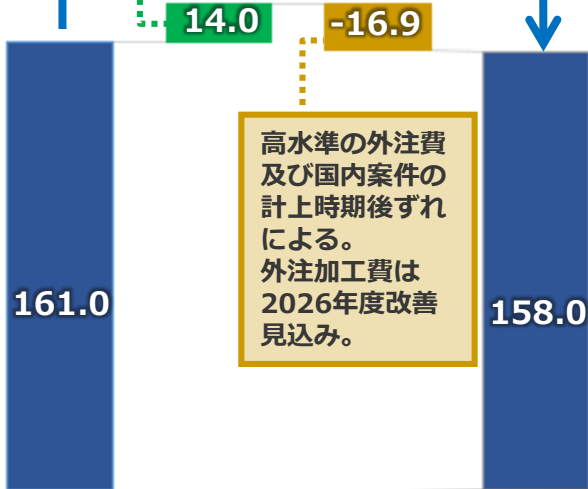 14.0
-16.9
高水準の外注費
及び国内案件の
計上時期後ずれ
による。
外注加工費は
2026年度改善
見込み。
161.0
158.0